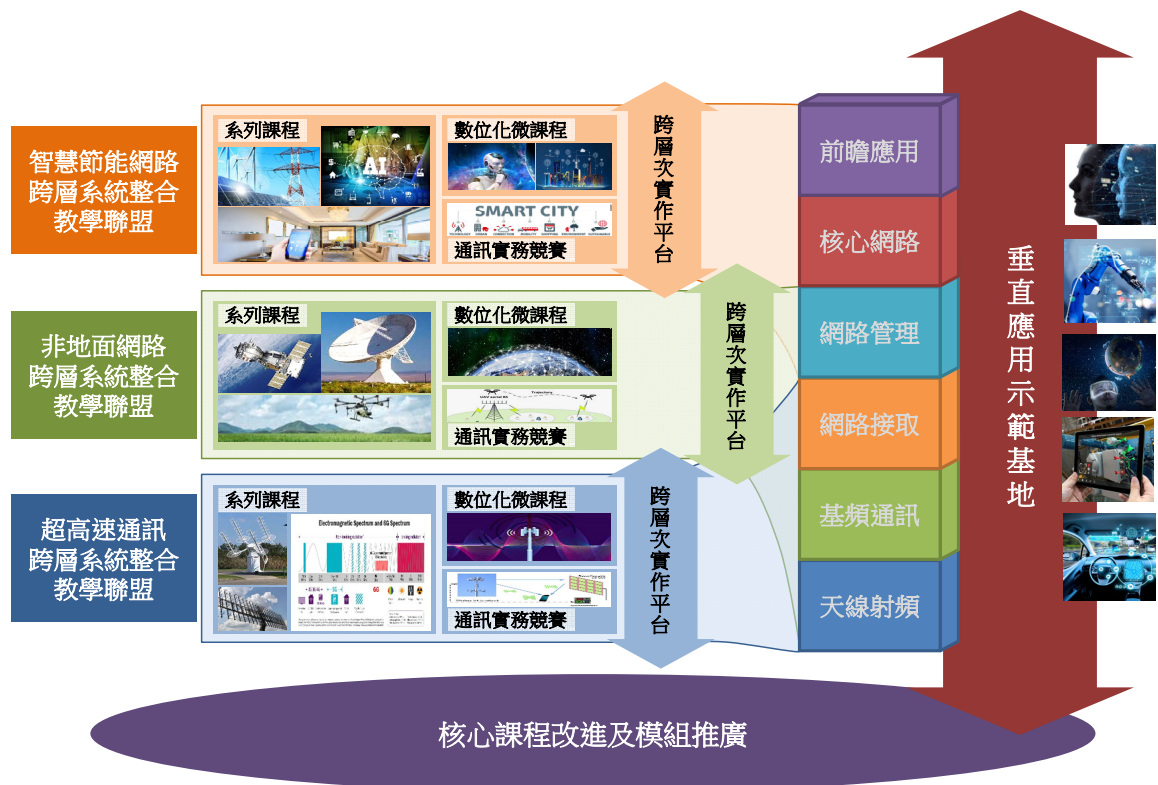 智慧節能網路
跨層系統整合
教學聯盟
系列課程
數位化微課程
AI
SMART CITY
通訊實務競賽
跨層次實作平台
非地面網路
跨層系統整合
教學聯盟
系列課程
數位化微課程
通訊實務競賽
跨層次實作平台
超高速通訊
跨層系統整合
教學聯盟
系列課程
Electromagnetic Spectrum and 6G Spectrum
數位化微課程
通訊實務競賽
跨層次實作平台
前瞻應用
核心網路
網路管理
網路接取
基頻通訊
天線射頻
垂直應用示範基地
核心課程改進及模組推廣